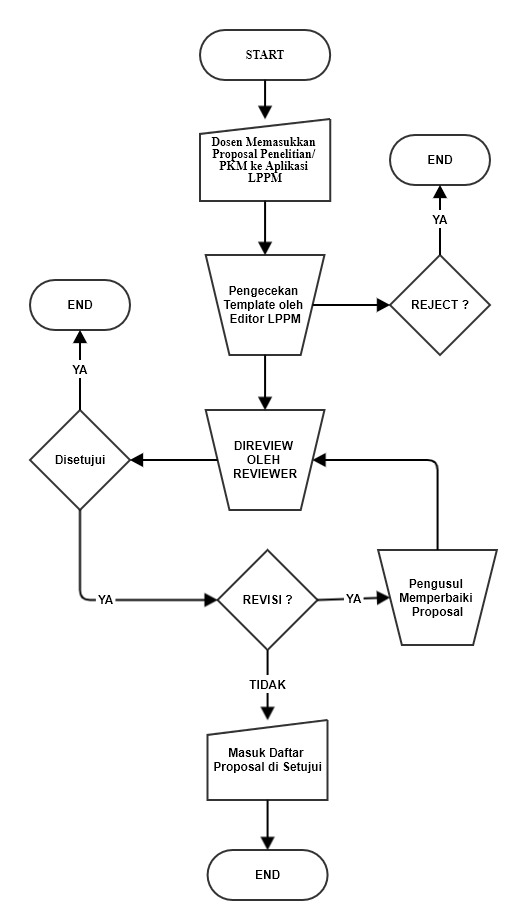 START
Dosen Memasukkan
Proposal Penelitian/
PKM ke Aplikasi
LPPM
END
YA
Pengecekan
Template oleh
Editor LPPM
REJECT ?
END
YA
Disetujui
DIREVIEW
OLEH
REVIEWER
YA
REVISI ?
YA
Pengusul
Memperbaiki
Proposal
TIDAK
Masuk Daftar
Proposal di Setujui
END